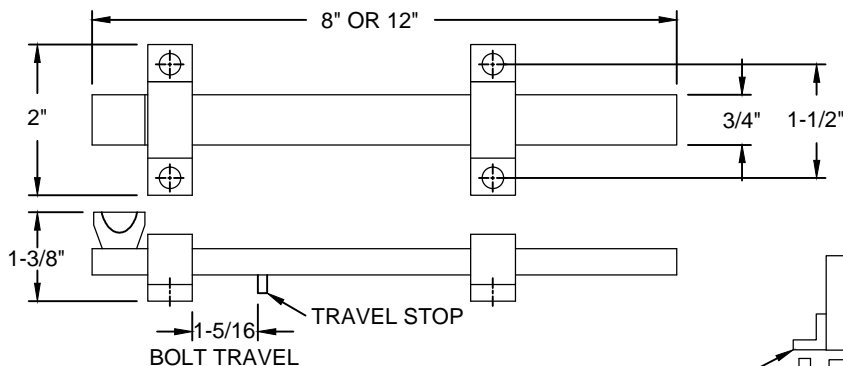 8" OR 12"
2"
3/4"
1-1/2"
1-3/8"
TRAVEL STOP
1-5/16
BOLT TRAVEL